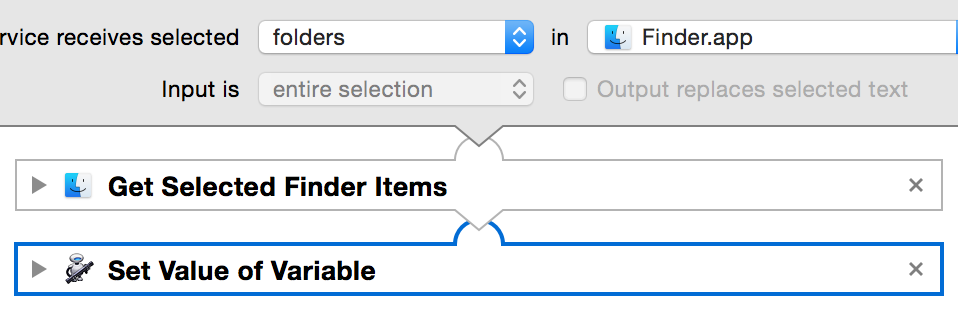 receives selected folders in Finder.app
Input is entire selection Output replaces selected text
Get Selected Finder Items
Set Value of Variable